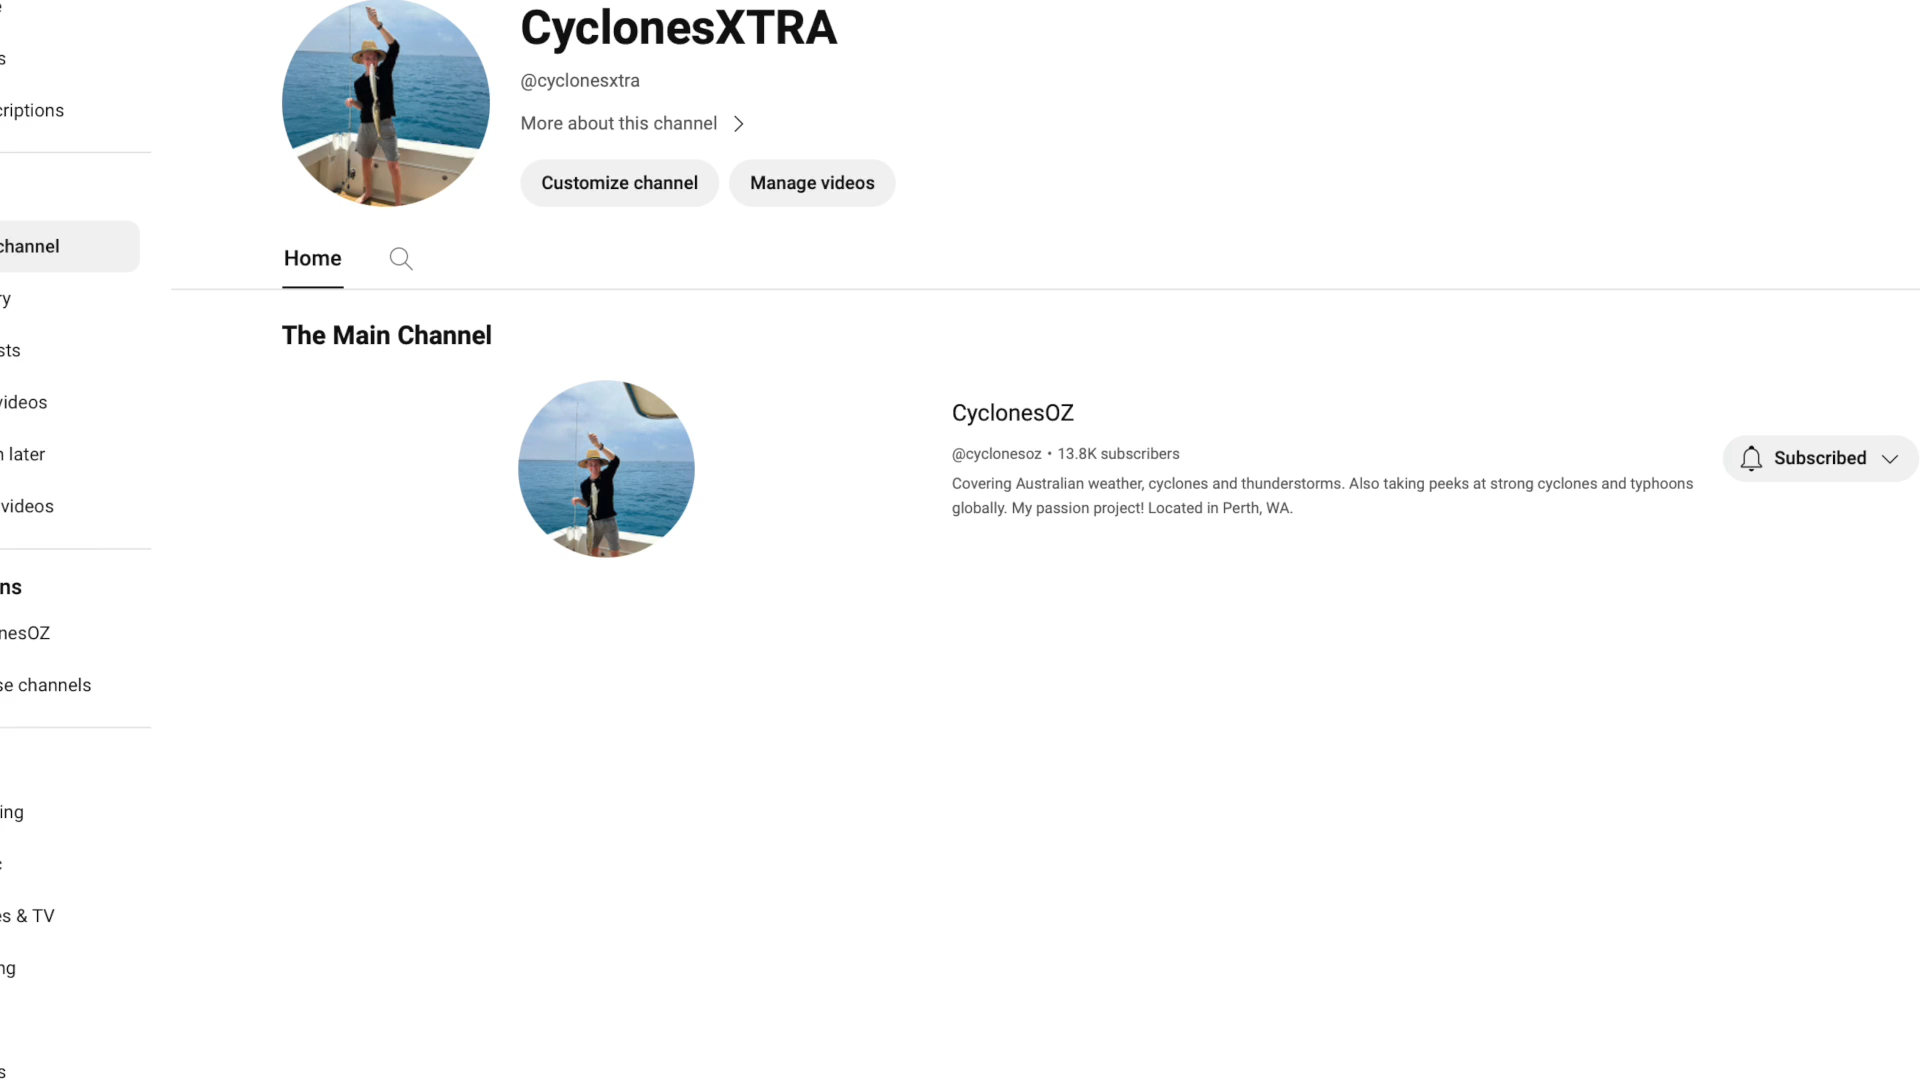 CyclonesXTRA
@cyclonesxtra
More about this channel
Customize channel
Manage videos
Home
The Main Channel
CyclonesOZ
@cyclonesoz • 13.8K subscribers
Covering Australian weather, cyclones and thunderstorms. Also taking peeks at strong cyclones and typhoons
globally. My passion project! Located in Perth, WA.
Subscribed
s
criptions
channel
ry
sts
videos
n later
videos
ns
nesOZ
se channels
ing
es & TV
ng
s